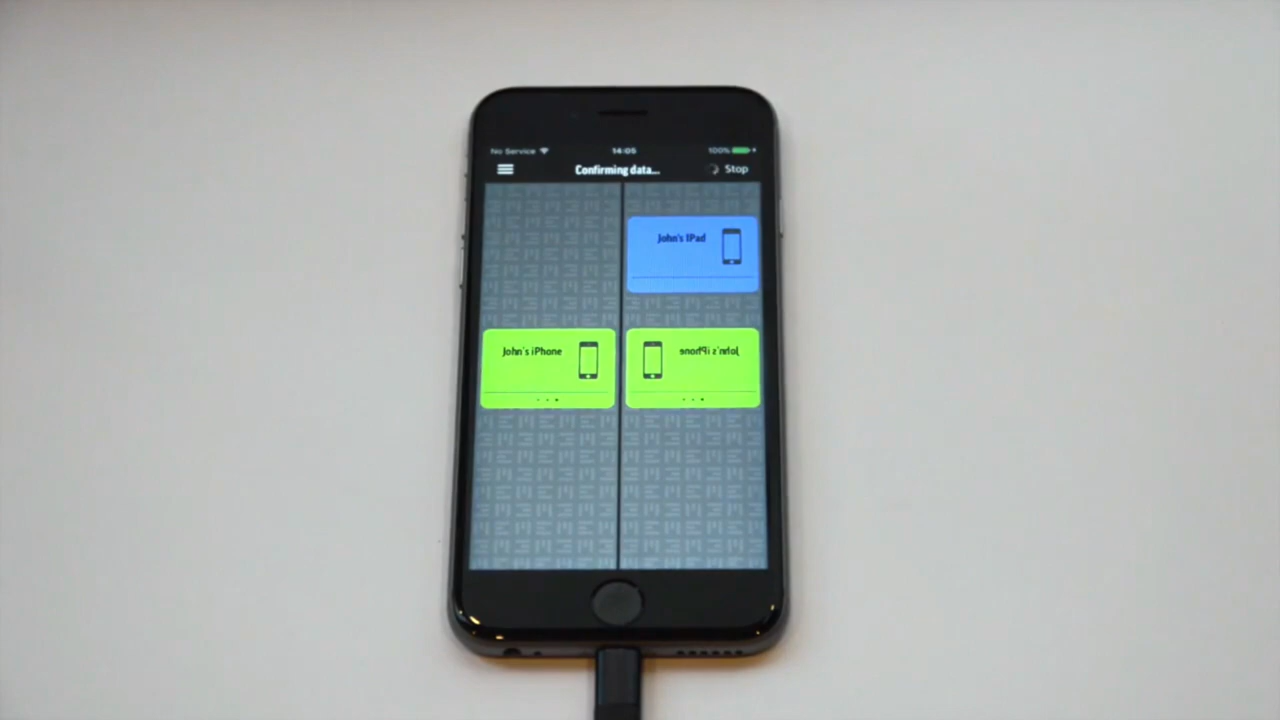 No Service 14:05 100%
Confirming data... Stop
John's IPad
John's iPhone
John's iPhone